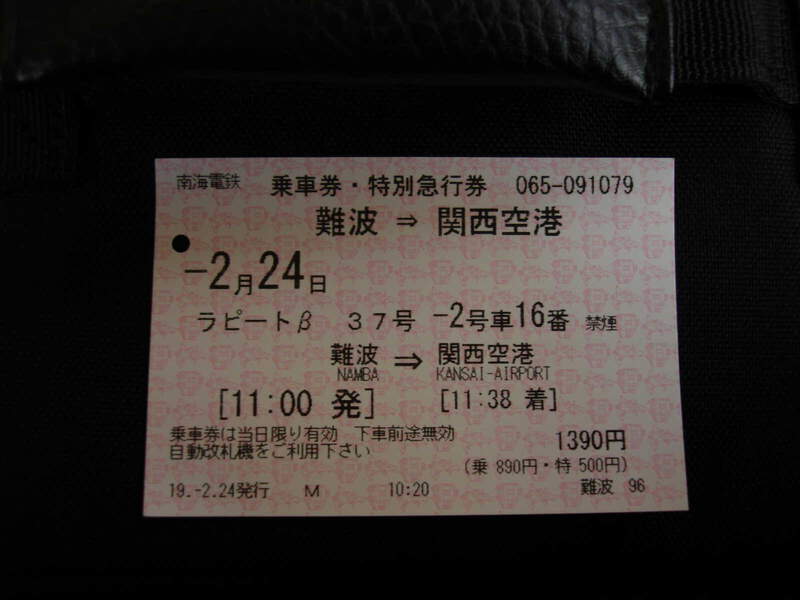 南海電鉄 乗車券・特別急行券 065-091079
難波 ⇒ 関西空港
-2月24日
ラピートβ 37号 -2号車16番 禁煙
難波 ⇒ 関西空港
NAMBA KANSAI-AIRPORT
[11:00 発] [11:38 着]
乗車券は当日限り有効 下車前途無効 1390円
自動改札機をご利用下さい
(乗 890円・特 500円)
19.-2.24発行 M 10:20 難波 96